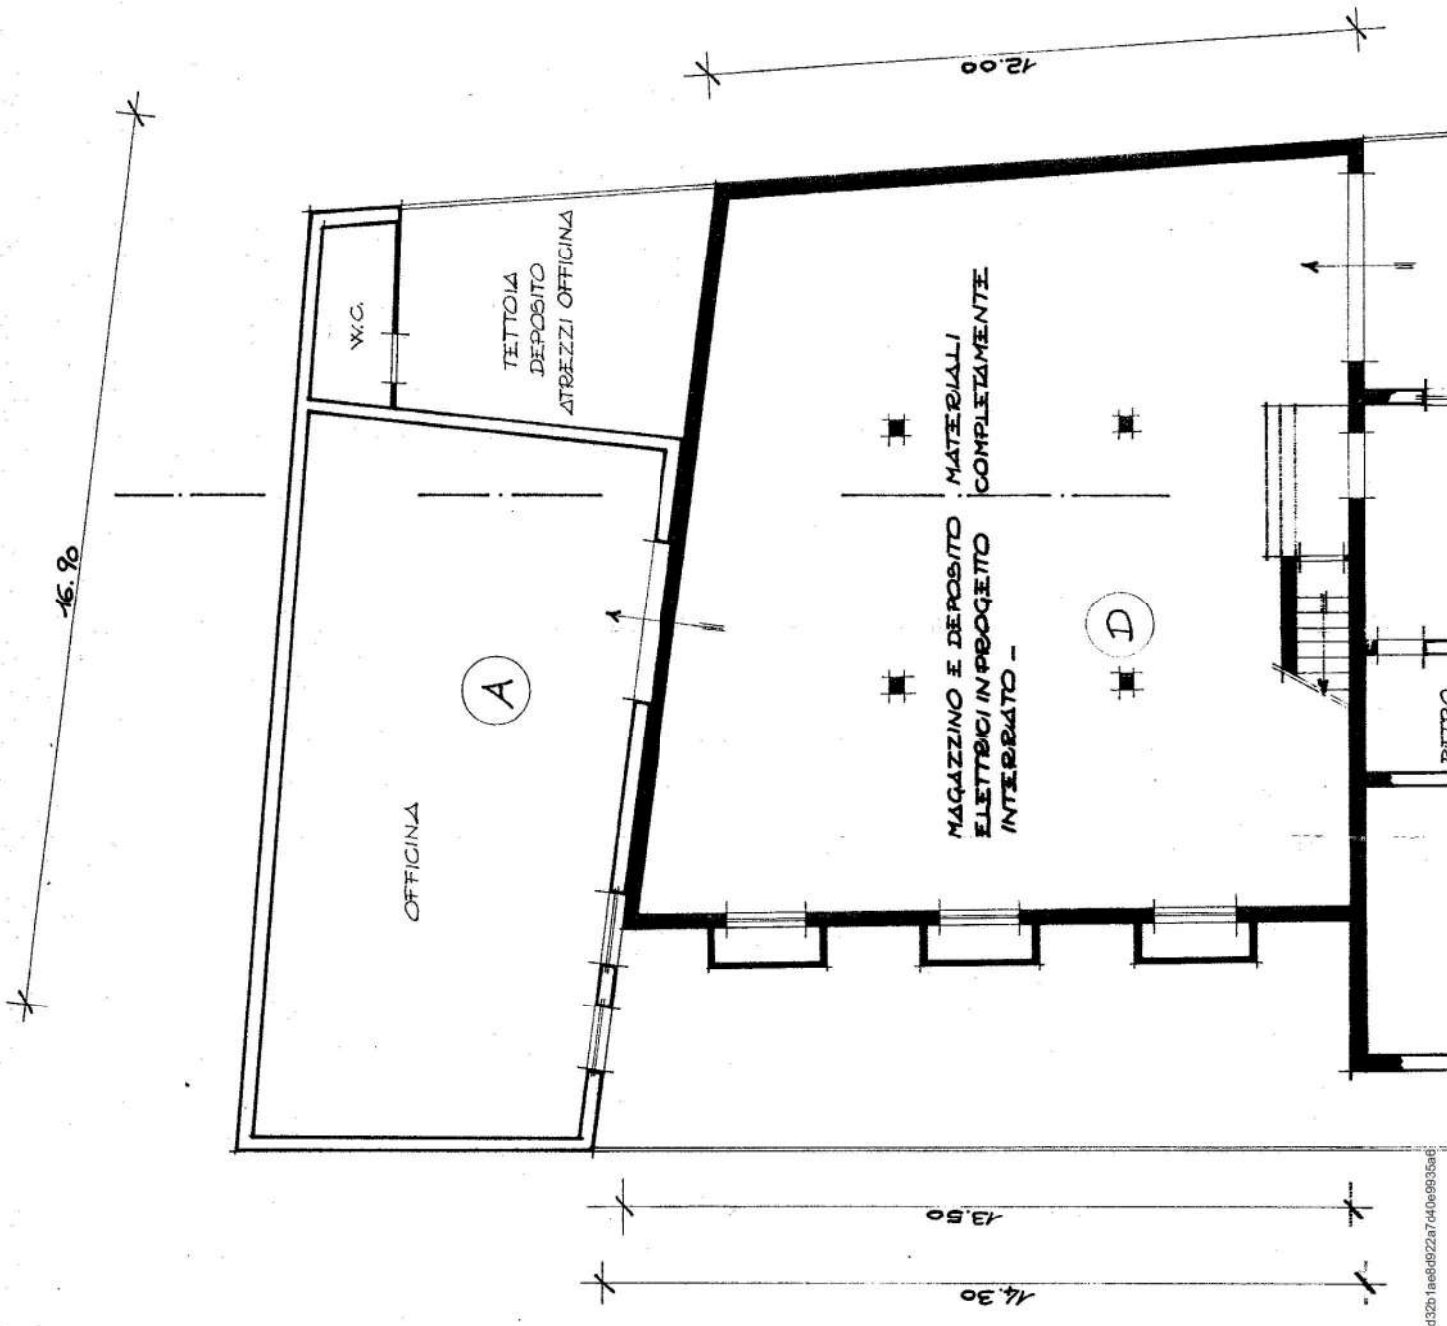 16.90
12.00
W.C.
TETTOIA
DEPOSITO
ATREZZI OFFICINA
OFFICINA
A
MAGAZZINO E DEPOSITO MATERIALI
ELETTRICI IN PROGETTO COMPLETAMENTE
INTERRATO -
D
13.50
14.30
d32b1ae8d922a7d40e9935a6